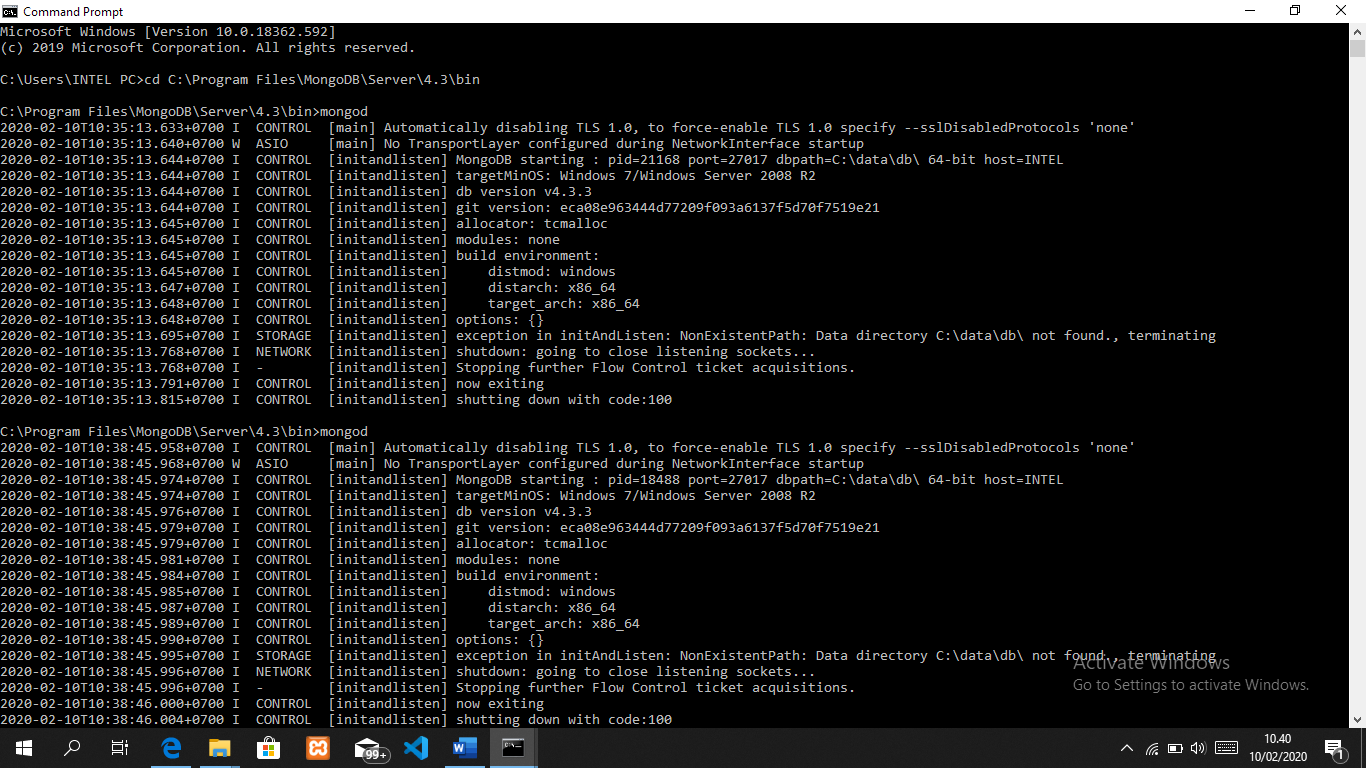 Command Prompt
Microsoft Windows [Version 10.0.18362.592]
(c) 2019 Microsoft Corporation. All rights reserved.
C:\Users\INTEL PC>cd C:\Program Files\MongoDB\Server\4.3\bin
C:\Program Files\MongoDB\Server\4.3\bin>mongod
2020-02-10T10:35:13.633+0700 I  CONTROL  [main] Automatically disabling TLS 1.0, to force-enable TLS 1.0 specify --sslDisabledProtocols 'none'
2020-02-10T10:35:13.640+0700 W  ASIO     [main] No TransportLayer configured during NetworkInterface startup
2020-02-10T10:35:13.644+0700 I  CONTROL  [initandlisten] MongoDB starting : pid=21168 port=27017 dbpath=C:\data\db\ 64-bit host=INTEL
2020-02-10T10:35:13.644+0700 I  CONTROL  [initandlisten] targetMinOS: Windows 7/Windows Server 2008 R2
2020-02-10T10:35:13.644+0700 I  CONTROL  [initandlisten] db version v4.3.3
2020-02-10T10:35:13.644+0700 I  CONTROL  [initandlisten] git version: eca08e963444d77209f093a6137f5d70f7519e21
2020-02-10T10:35:13.645+0700 I  CONTROL  [initandlisten] allocator: tcmalloc
2020-02-10T10:35:13.645+0700 I  CONTROL  [initandlisten] modules: none
2020-02-10T10:35:13.645+0700 I  CONTROL  [initandlisten] build environment:
2020-02-10T10:35:13.645+0700 I  CONTROL  [initandlisten]     distmod: windows
2020-02-10T10:35:13.647+0700 I  CONTROL  [initandlisten]     distarch: x86_64
2020-02-10T10:35:13.648+0700 I  CONTROL  [initandlisten]     target_arch: x86_64
2020-02-10T10:35:13.648+0700 I  CONTROL  [initandlisten] options: {}
2020-02-10T10:35:13.695+0700 I  STORAGE  [initandlisten] exception in initAndListen: NonExistentPath: Data directory C:\data\db\ not found., terminating
2020-02-10T10:35:13.768+0700 I  NETWORK  [initandlisten] shutdown: going to close listening sockets...
2020-02-10T10:35:13.768+0700 I  -        [initandlisten] Stopping further Flow Control ticket acquisitions.
2020-02-10T10:35:13.791+0700 I  CONTROL  [initandlisten] now exiting
2020-02-10T10:35:13.815+0700 I  CONTROL  [initandlisten] shutting down with code:100
C:\Program Files\MongoDB\Server\4.3\bin>mongod
2020-02-10T10:38:45.958+0700 I  CONTROL  [main] Automatically disabling TLS 1.0, to force-enable TLS 1.0 specify --sslDisabledProtocols 'none'
2020-02-10T10:38:45.968+0700 W  ASIO     [main] No TransportLayer configured during NetworkInterface startup
2020-02-10T10:38:45.974+0700 I  CONTROL  [initandlisten] MongoDB starting : pid=18488 port=27017 dbpath=C:\data\db\ 64-bit host=INTEL
2020-02-10T10:38:45.974+0700 I  CONTROL  [initandlisten] targetMinOS: Windows 7/Windows Server 2008 R2
2020-02-10T10:38:45.976+0700 I  CONTROL  [initandlisten] db version v4.3.3
2020-02-10T10:38:45.979+0700 I  CONTROL  [initandlisten] git version: eca08e963444d77209f093a6137f5d70f7519e21
2020-02-10T10:38:45.979+0700 I  CONTROL  [initandlisten] allocator: tcmalloc
2020-02-10T10:38:45.981+0700 I  CONTROL  [initandlisten] modules: none
2020-02-10T10:38:45.984+0700 I  CONTROL  [initandlisten] build environment:
2020-02-10T10:38:45.985+0700 I  CONTROL  [initandlisten]     distmod: windows
2020-02-10T10:38:45.987+0700 I  CONTROL  [initandlisten]     distarch: x86_64
2020-02-10T10:38:45.989+0700 I  CONTROL  [initandlisten]     target_arch: x86_64
2020-02-10T10:38:45.990+0700 I  CONTROL  [initandlisten] options: {}
2020-02-10T10:38:45.995+0700 I  STORAGE  [initandlisten] exception in initAndListen: NonExistentPath: Data directory C:\data\db\ not found., terminating
2020-02-10T10:38:45.996+0700 I  NETWORK  [initandlisten] shutdown: going to close listening sockets...
2020-02-10T10:38:45.996+0700 I  -        [initandlisten] Stopping further Flow Control ticket acquisitions.
2020-02-10T10:38:46.000+0700 I  CONTROL  [initandlisten] now exiting
2020-02-10T10:38:46.004+0700 I  CONTROL  [initandlisten] shutting down with code:100
Activate Windows
Go to Settings to activate Windows.
99+
10.40
10/02/2020
1